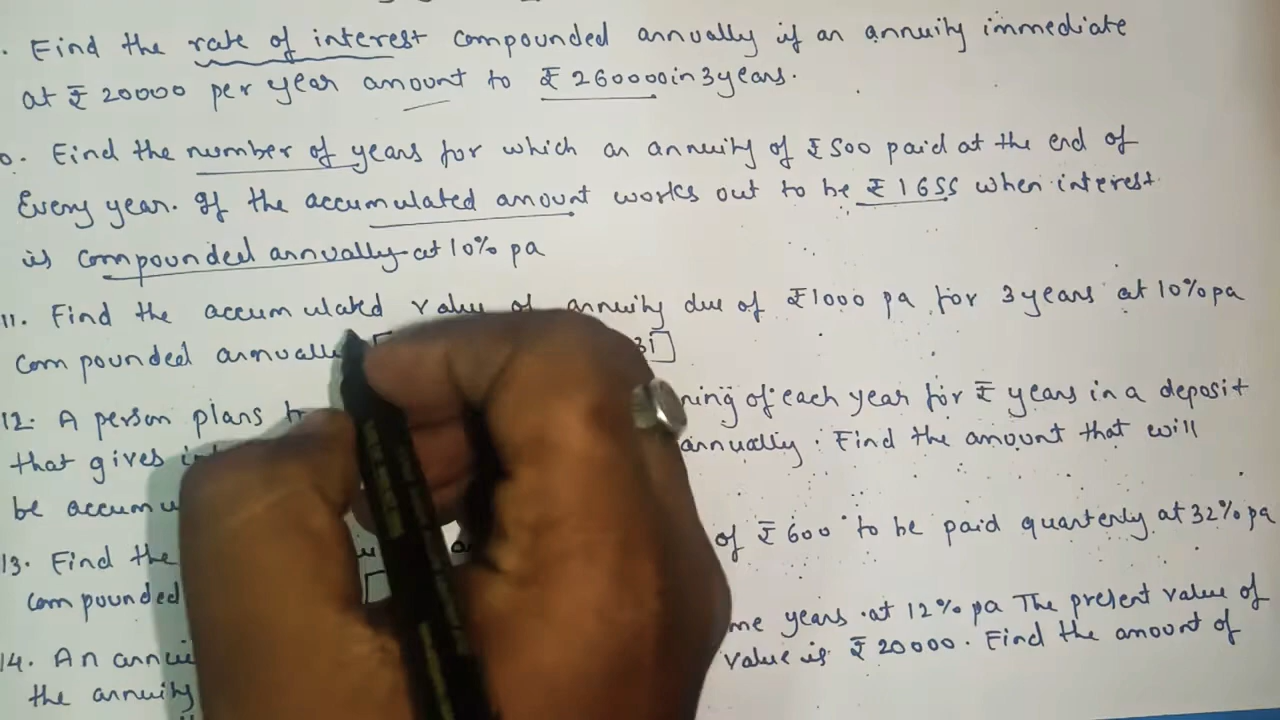 . Find the rate of interest compounded annually if an annuity immediate
at ₹ 20000 per year amount to ₹ 260000 in 3 years.
0. Find the number of years for which an annuity of ₹ 500 paid at the end of
Every year. If the accumulated amount works out to be ₹ 1655 when interest
is compounded annually at 10% pa
11. Find the accumulated value of annuity due of ₹1000 pa for 3 years at 10% pa
compounded annually 31]
12. A person plans of each year for ₹ years in a deposit
that gives annually. Find the amount that will
be
13. Find the of ₹ 600 to be paid quarterly at 32% pa
compounded
14. An years at 12% pa The present value of
value is ₹ 20000. Find the amount of
the annuity